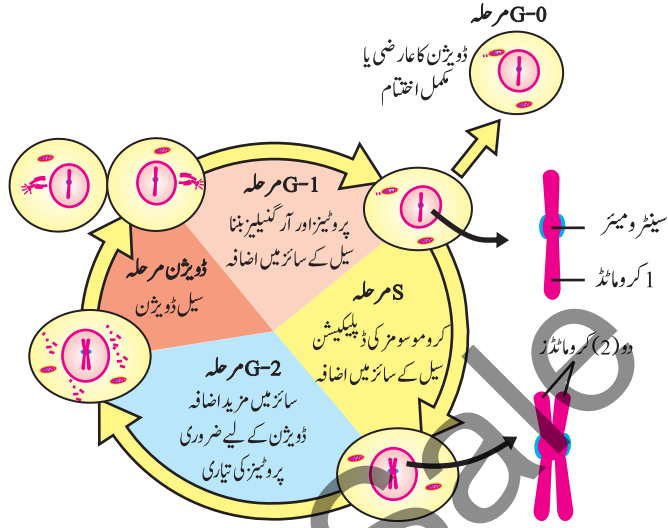 G-0 مرحلہ
ڈویژن کا عارضی یا
مکمل اختتام
G-1 مرحلہ
پروٹینز اور آرگنیلیز بننا
سیل کے سائز میں اضافہ
سینٹرومیئر
1 کروماٹڈ
ڈویژن مرحلہ
سیل ڈویژن
S مرحلہ
کروموسومز کی ڈپلیکیشن
سیل کے سائز میں اضافہ
دو (2) کروماٹڈز
G-2 مرحلہ
سائز میں مزید اضافہ
ڈویژن کے لیے ضروری
پروٹینز کی تیاری